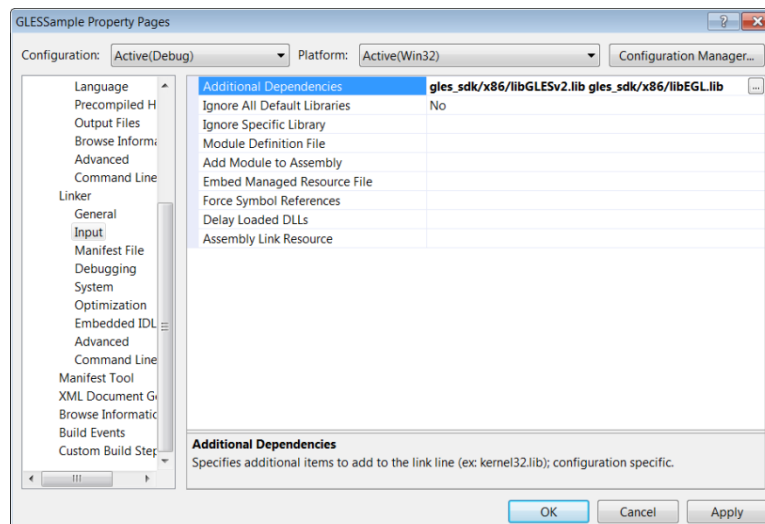 GLESSample Property Pages
Configuration: Active(Debug) Platform: Active(Win32) Configuration Manager...
Language
Precompiled H
Output Files
Browse Informa
Advanced
Command Line
Linker
General
Input
Manifest File
Debugging
System
Optimization
Embedded IDL
Advanced
Command Line
Manifest Tool
XML Document Ge
Browse Informatic
Build Events
Custom Build Step
Additional Dependencies gles_sdk/x86/libGLESv2.lib gles_sdk/x86/libEGL.lib ...
Ignore All Default Libraries No
Ignore Specific Library
Module Definition File
Add Module to Assembly
Embed Managed Resource File
Force Symbol References
Delay Loaded DLLs
Assembly Link Resource
Additional Dependencies
Specifies additional items to add to the link line (ex: kernel32.lib); configuration specific.
OK Cancel Apply